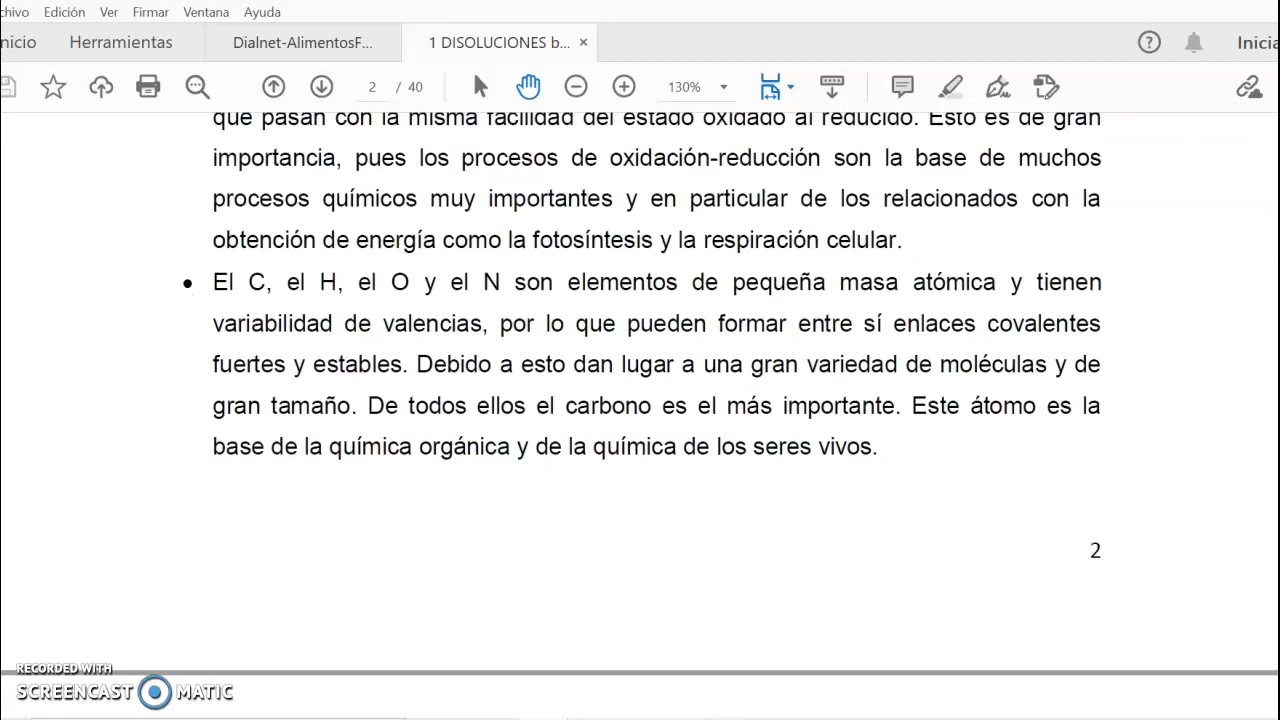 chivo Edición Ver Firmar Ventana Ayuda
nicio Herramientas Dialnet-AlimentosF... 1 DISOLUCIONES b... × ? Inicia
2 / 40 130%
que pasan con la misma facilidad del estado oxidado al reducido. Esto es de gran
importancia, pues los procesos de oxidación-reducción son la base de muchos
procesos químicos muy importantes y en particular de los relacionados con la
obtención de energía como la fotosíntesis y la respiración celular.
• El C, el H, el O y el N son elementos de pequeña masa atómica y tienen
variabilidad de valencias, por lo que pueden formar entre sí enlaces covalentes
fuertes y estables. Debido a esto dan lugar a una gran variedad de moléculas y de
gran tamaño. De todos ellos el carbono es el más importante. Este átomo es la
base de la química orgánica y de la química de los seres vivos.
2
RECORDED WITH
SCREENCAST MATIC